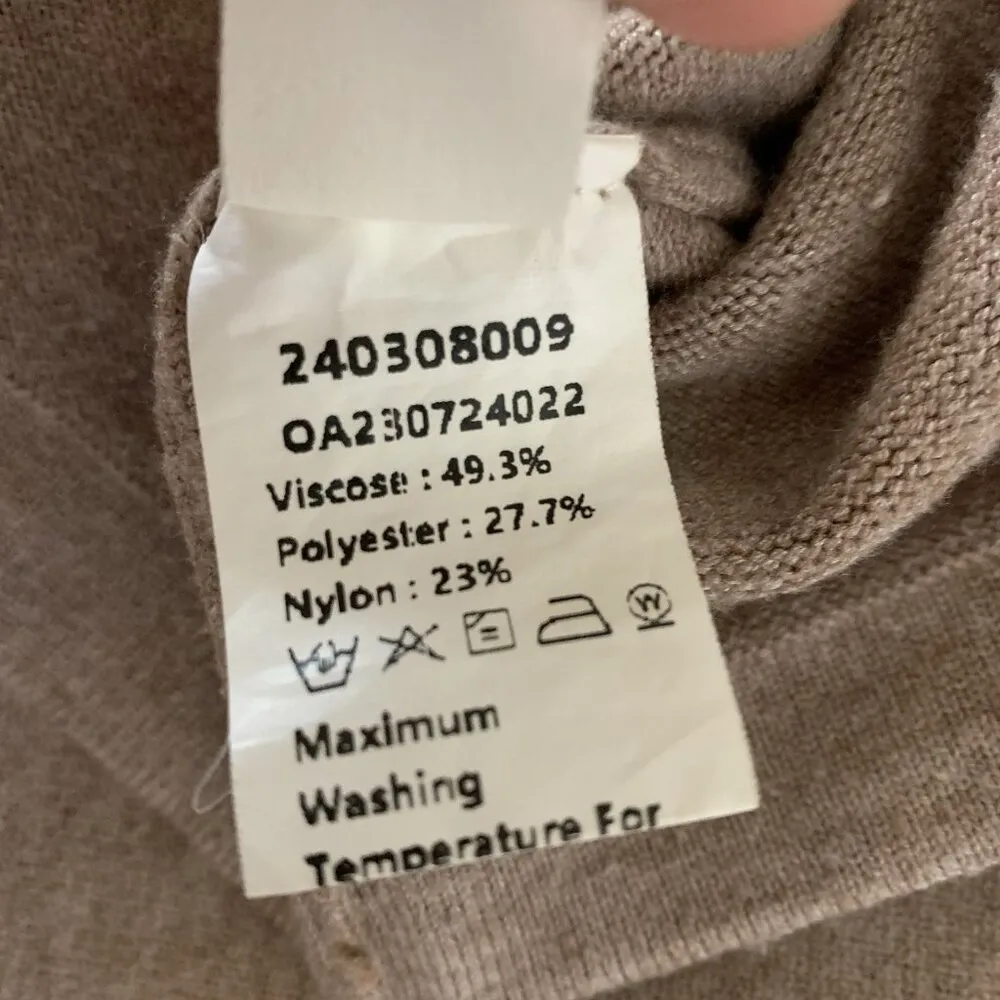 240308009
OA230724022
Viscose : 49.3%
Polyester : 27.7%
Nylon : 23%
W
Maximum
Washing
Temperature For